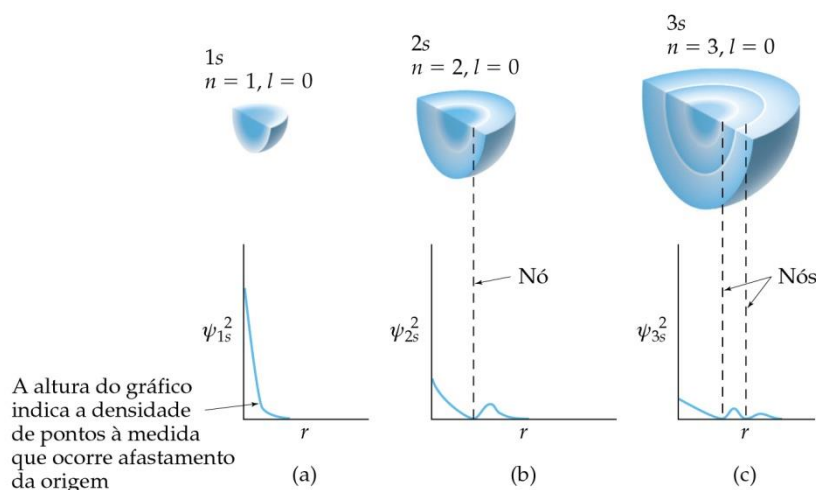 1s
n = 1, l = 0
2s
n = 2, l = 0
3s
n = 3, l = 0
Nó
Nós
ψ1s²
ψ2s²
ψ3s²
A altura do gráfico
indica a densidade
de pontos à medida
que ocorre afastamento
da origem
r
r
r
(a)
(b)
(c)